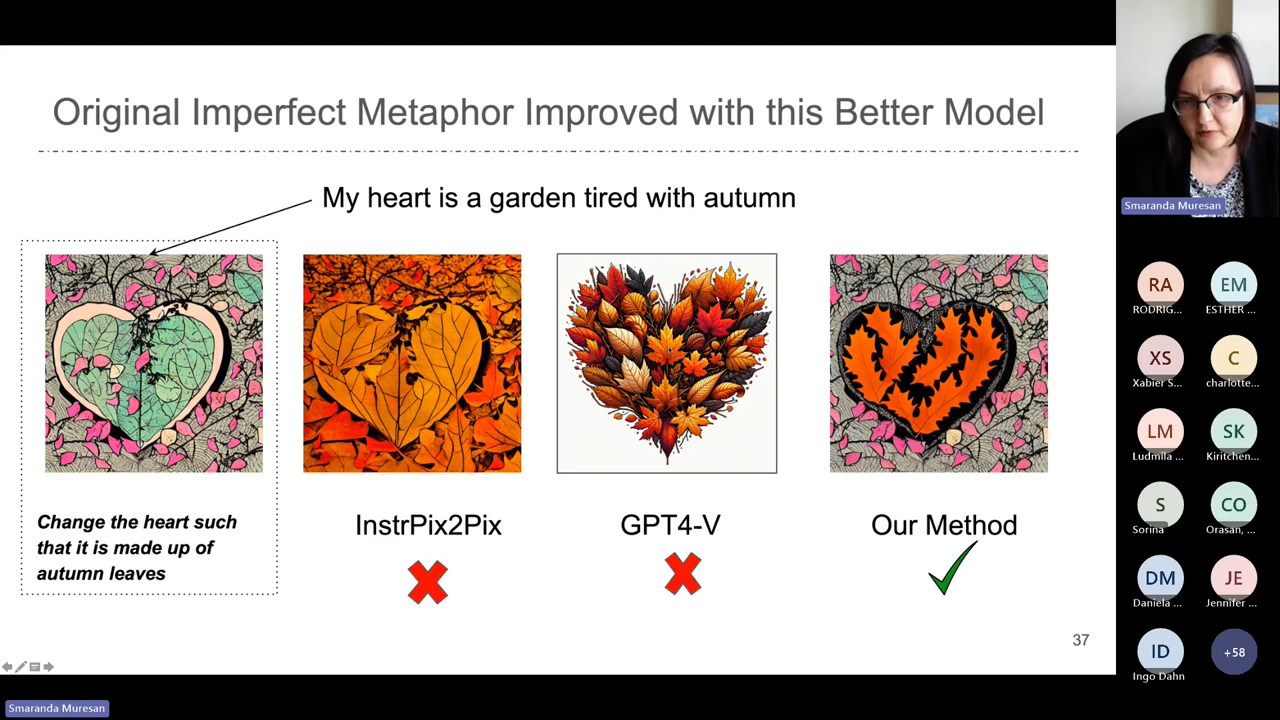 Original Imperfect Metaphor Improved with this Better Model
My heart is a garden tired with autumn
Change the heart such
that it is made up of
autumn leaves
InstrPix2Pix
GPT4-V
Our Method
37
Smaranda Muresan
Smaranda Muresan
RA
RODRIG...
EM
ESTHER ...
XS
Xabier S...
C
charlotte...
LM
Ludmila ...
SK
Kiritchen...
S
Sorina
CO
Orasan, ...
DM
Daniela ...
JE
Jennifer ...
ID
Ingo Dahn
+58